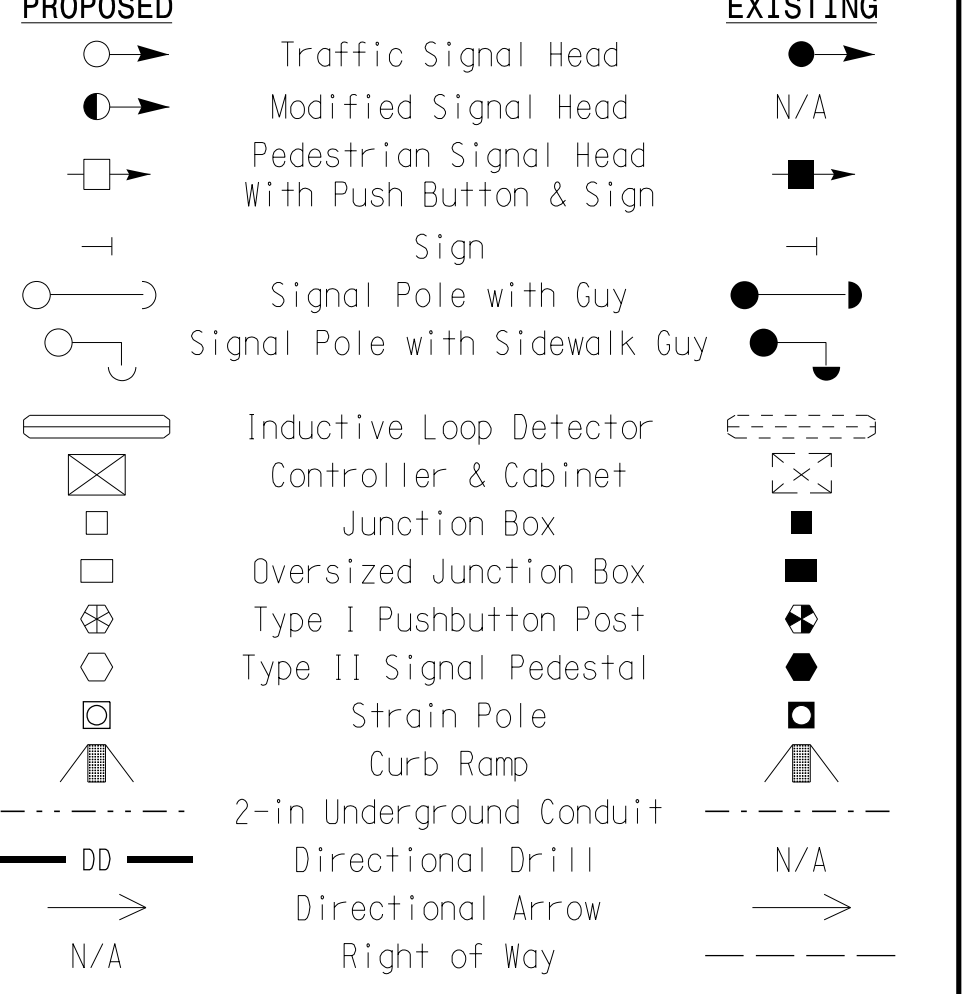 PROPOSED EXISTING
Traffic Signal Head
Modified Signal Head N/A
Pedestrian Signal Head
With Push Button & Sign
Sign
Signal Pole with Guy
Signal Pole with Sidewalk Guy
Inductive Loop Detector
Controller & Cabinet
Junction Box
Oversized Junction Box
Type I Pushbutton Post
Type II Signal Pedestal
Strain Pole
Curb Ramp
2-in Underground Conduit
DD Directional Drill N/A
Directional Arrow
N/A Right of Way